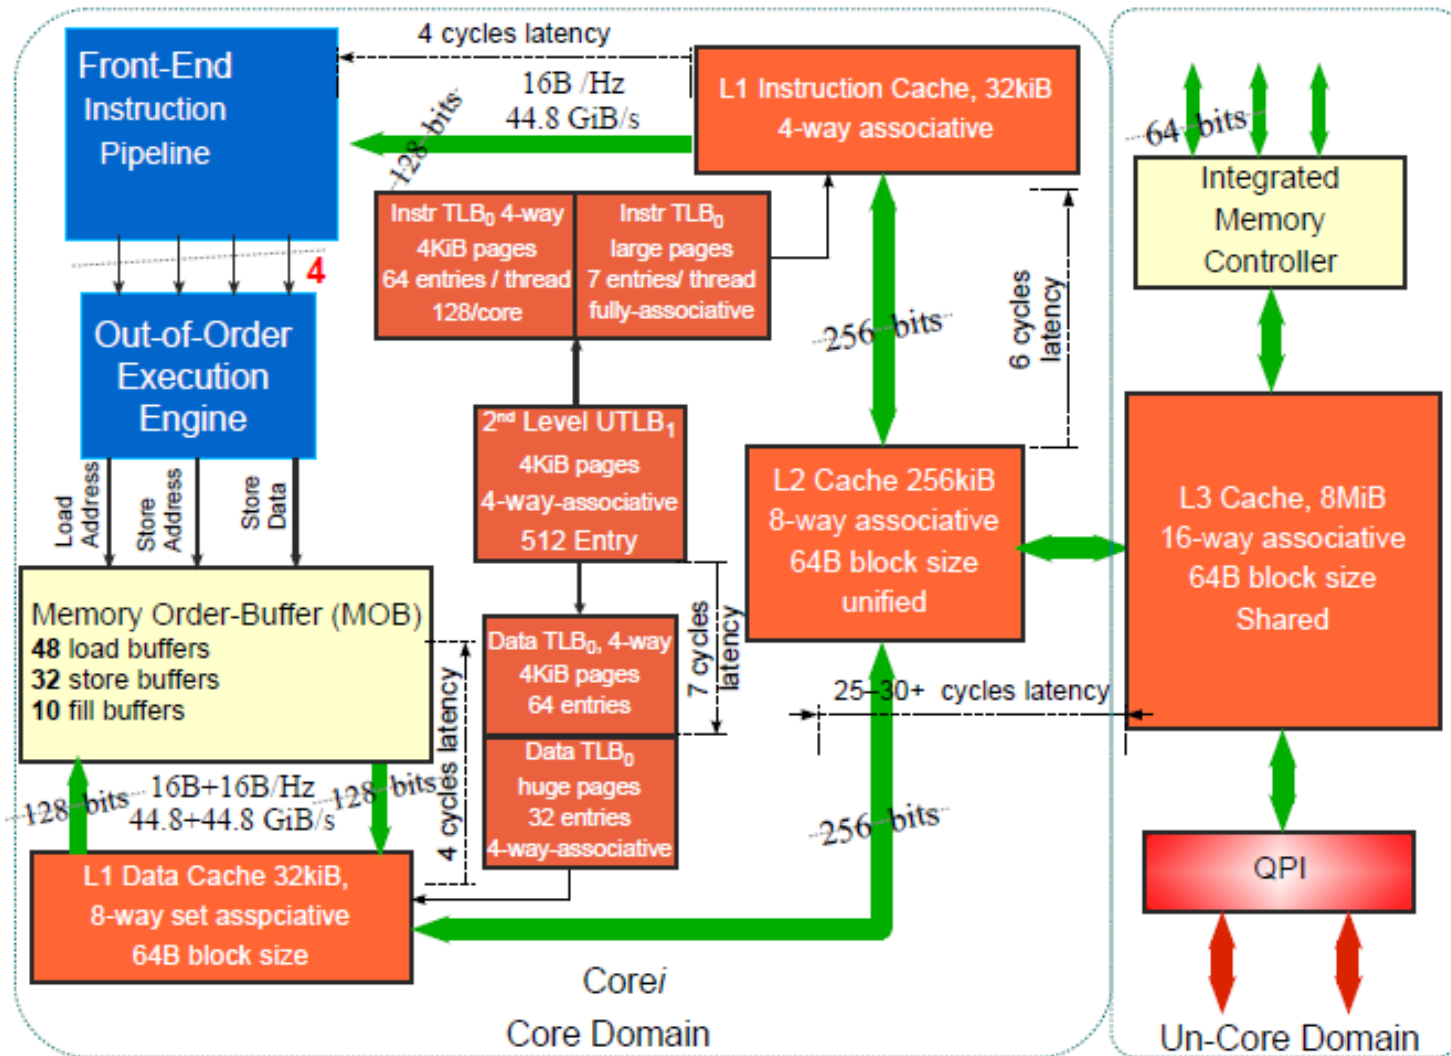 Front-End
Instruction
Pipeline
4 cycles latency
16B /Hz
44.8 GiB/s
128-bits
L1 Instruction Cache, 32kiB
4-way associative
64-bits
Integrated
Memory
Controller
Instr TLB0 4-way
4KiB pages
64 entries / thread
128/core
Instr TLB0
large pages
7 entries/ thread
fully-associative
4
Out-of-Order
Execution
Engine
256-bits
6 cycles
latency
2nd Level UTLB1
4KiB pages
4-way-associative
512 Entry
Load
Address
Store
Address
Store
Data
L2 Cache 256kiB
8-way associative
64B block size
unified
L3 Cache, 8MiB
16-way associative
64B block size
Shared
Memory Order-Buffer (MOB)
48 load buffers
32 store buffers
10 fill buffers
4 cycles latency
Data TLB0, 4-way
4KiB pages
64 entries
7 cycles
latency
25–30+ cycles latency
Data TLB0
huge pages
32 entries
4-way-associative
128-bits
16B+16B/Hz
44.8+44.8 GiB/s
128-bits
256-bits
L1 Data Cache 32kiB,
8-way set asspciative
64B block size
QPI
Corei
Core Domain
Un-Core Domain